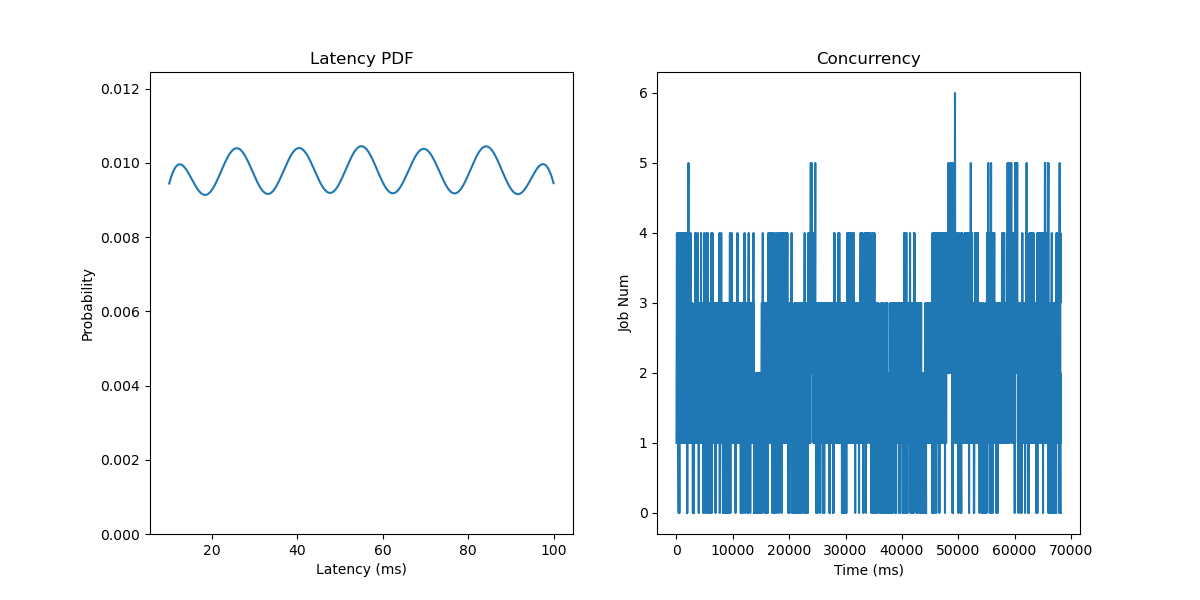 Latency PDF
Probability
0.012
0.010
0.008
0.006
0.004
0.002
0.000
20 40 60 80 100
Latency (ms)
Concurrency
Job Num
6
5
4
3
2
1
0
0 10000 20000 30000 40000 50000 60000 70000
Time (ms)